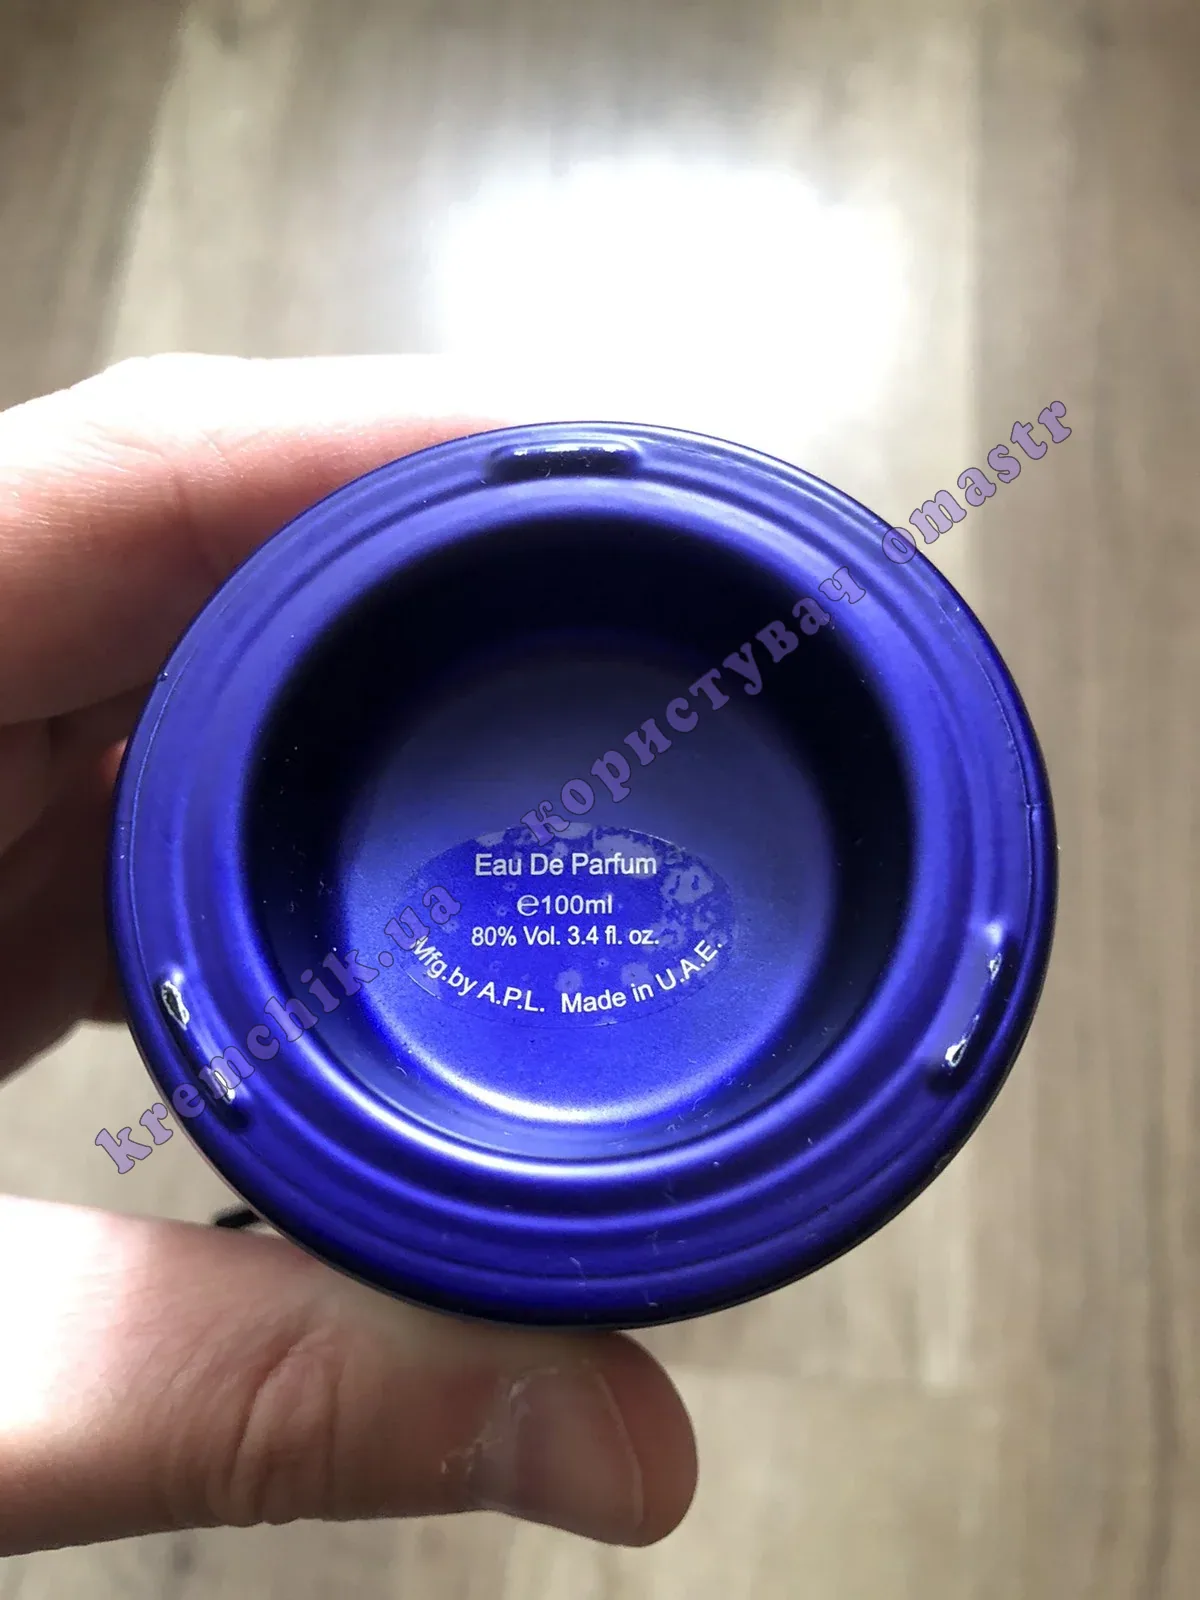 Eau De Parfum
℮100ml
80% Vol. 3.4 fl. oz.
Mfg.by A.P.L. Made in U.A.E.
kremchik.ua користувач omastr